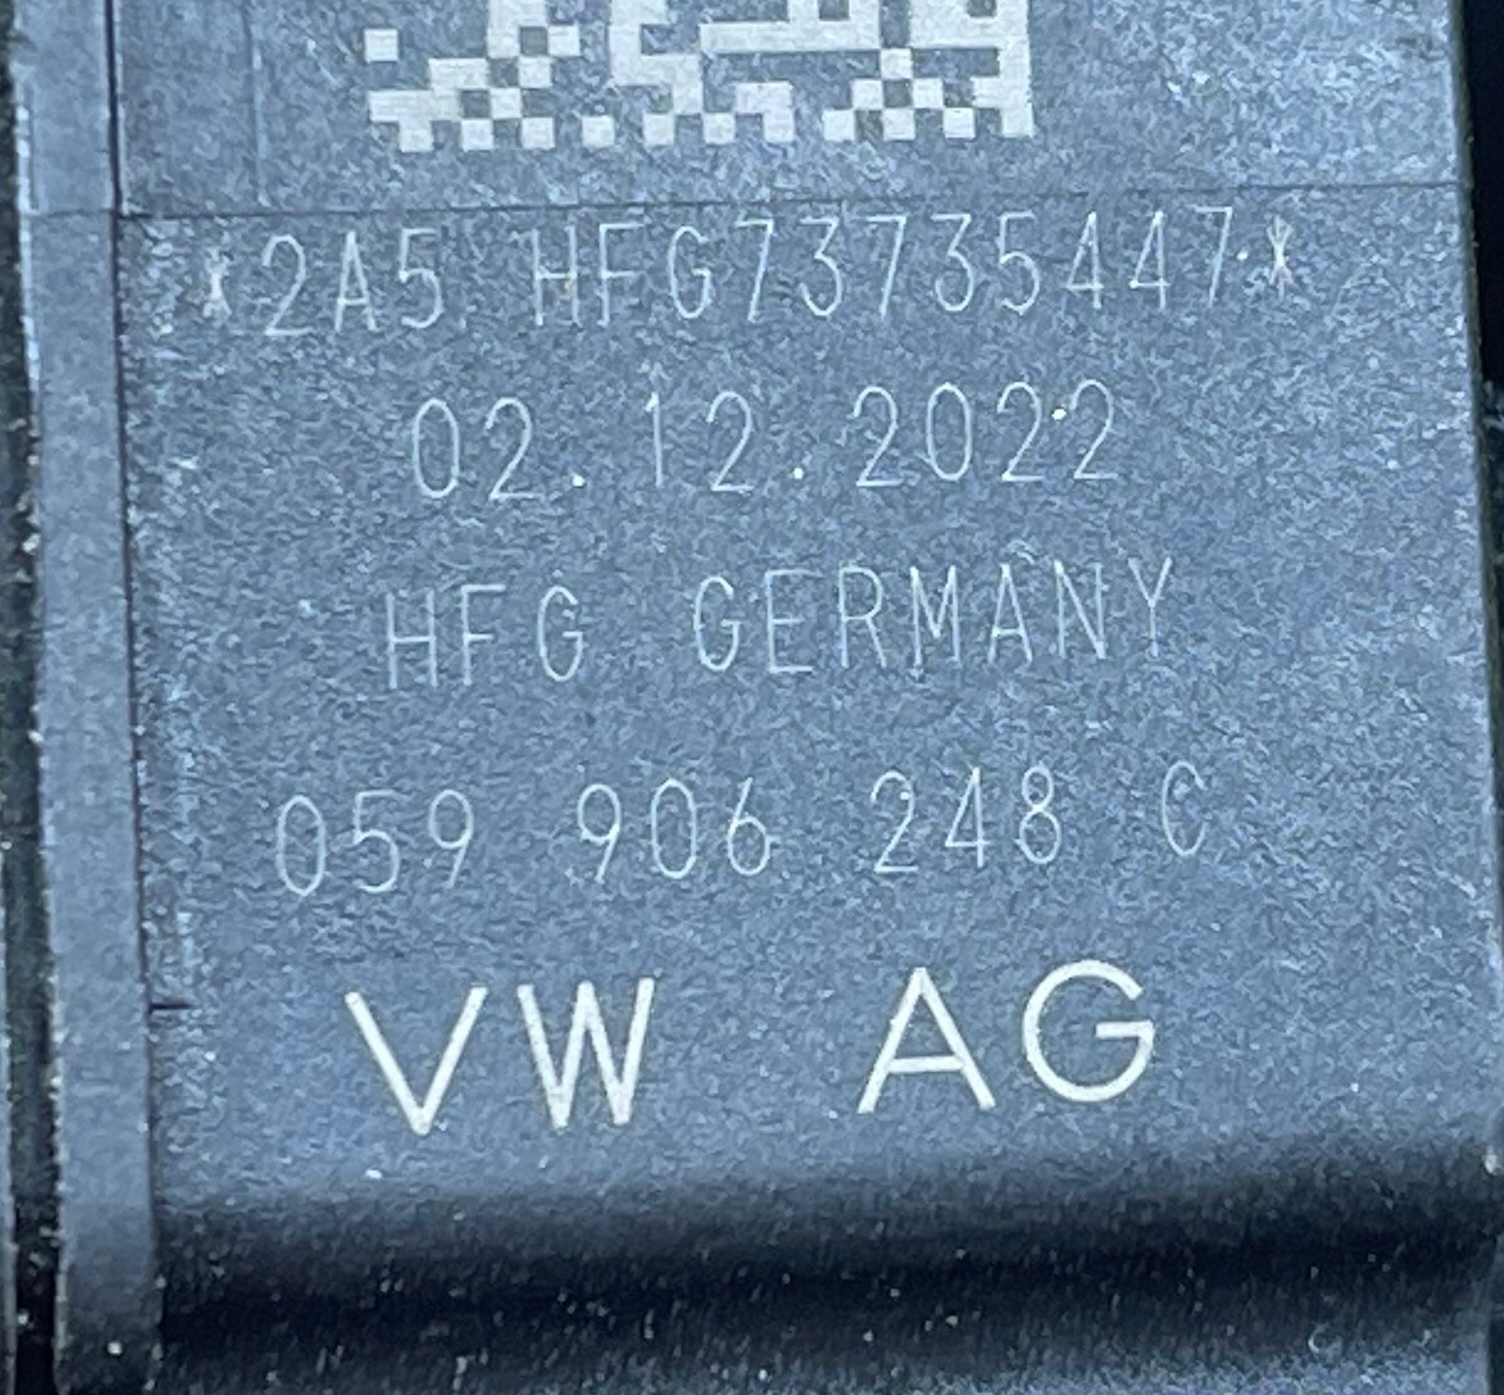 *2A5 HFG73735447*
02.12.2022
HFG GERMANY
059 906 248 C
VW AG